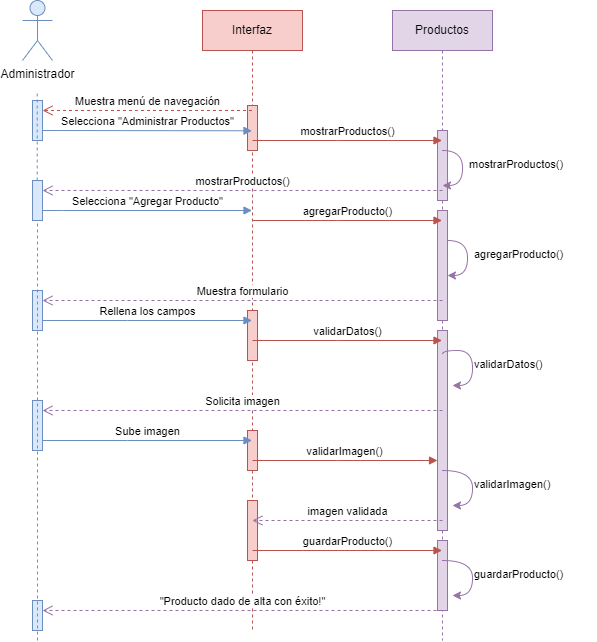 Interfaz
Productos
Administrador
Muestra menú de navegación
Selecciona "Administrar Productos"
mostrarProductos()
mostrarProductos()
mostrarProductos()
Selecciona "Agregar Producto"
agregarProducto()
agregarProducto()
Muestra formulario
Rellena los campos
validarDatos()
validarDatos()
Solicita imagen
Sube imagen
validarImagen()
validarImagen()
imagen validada
guardarProducto()
guardarProducto()
"Producto dado de alta con éxito!"